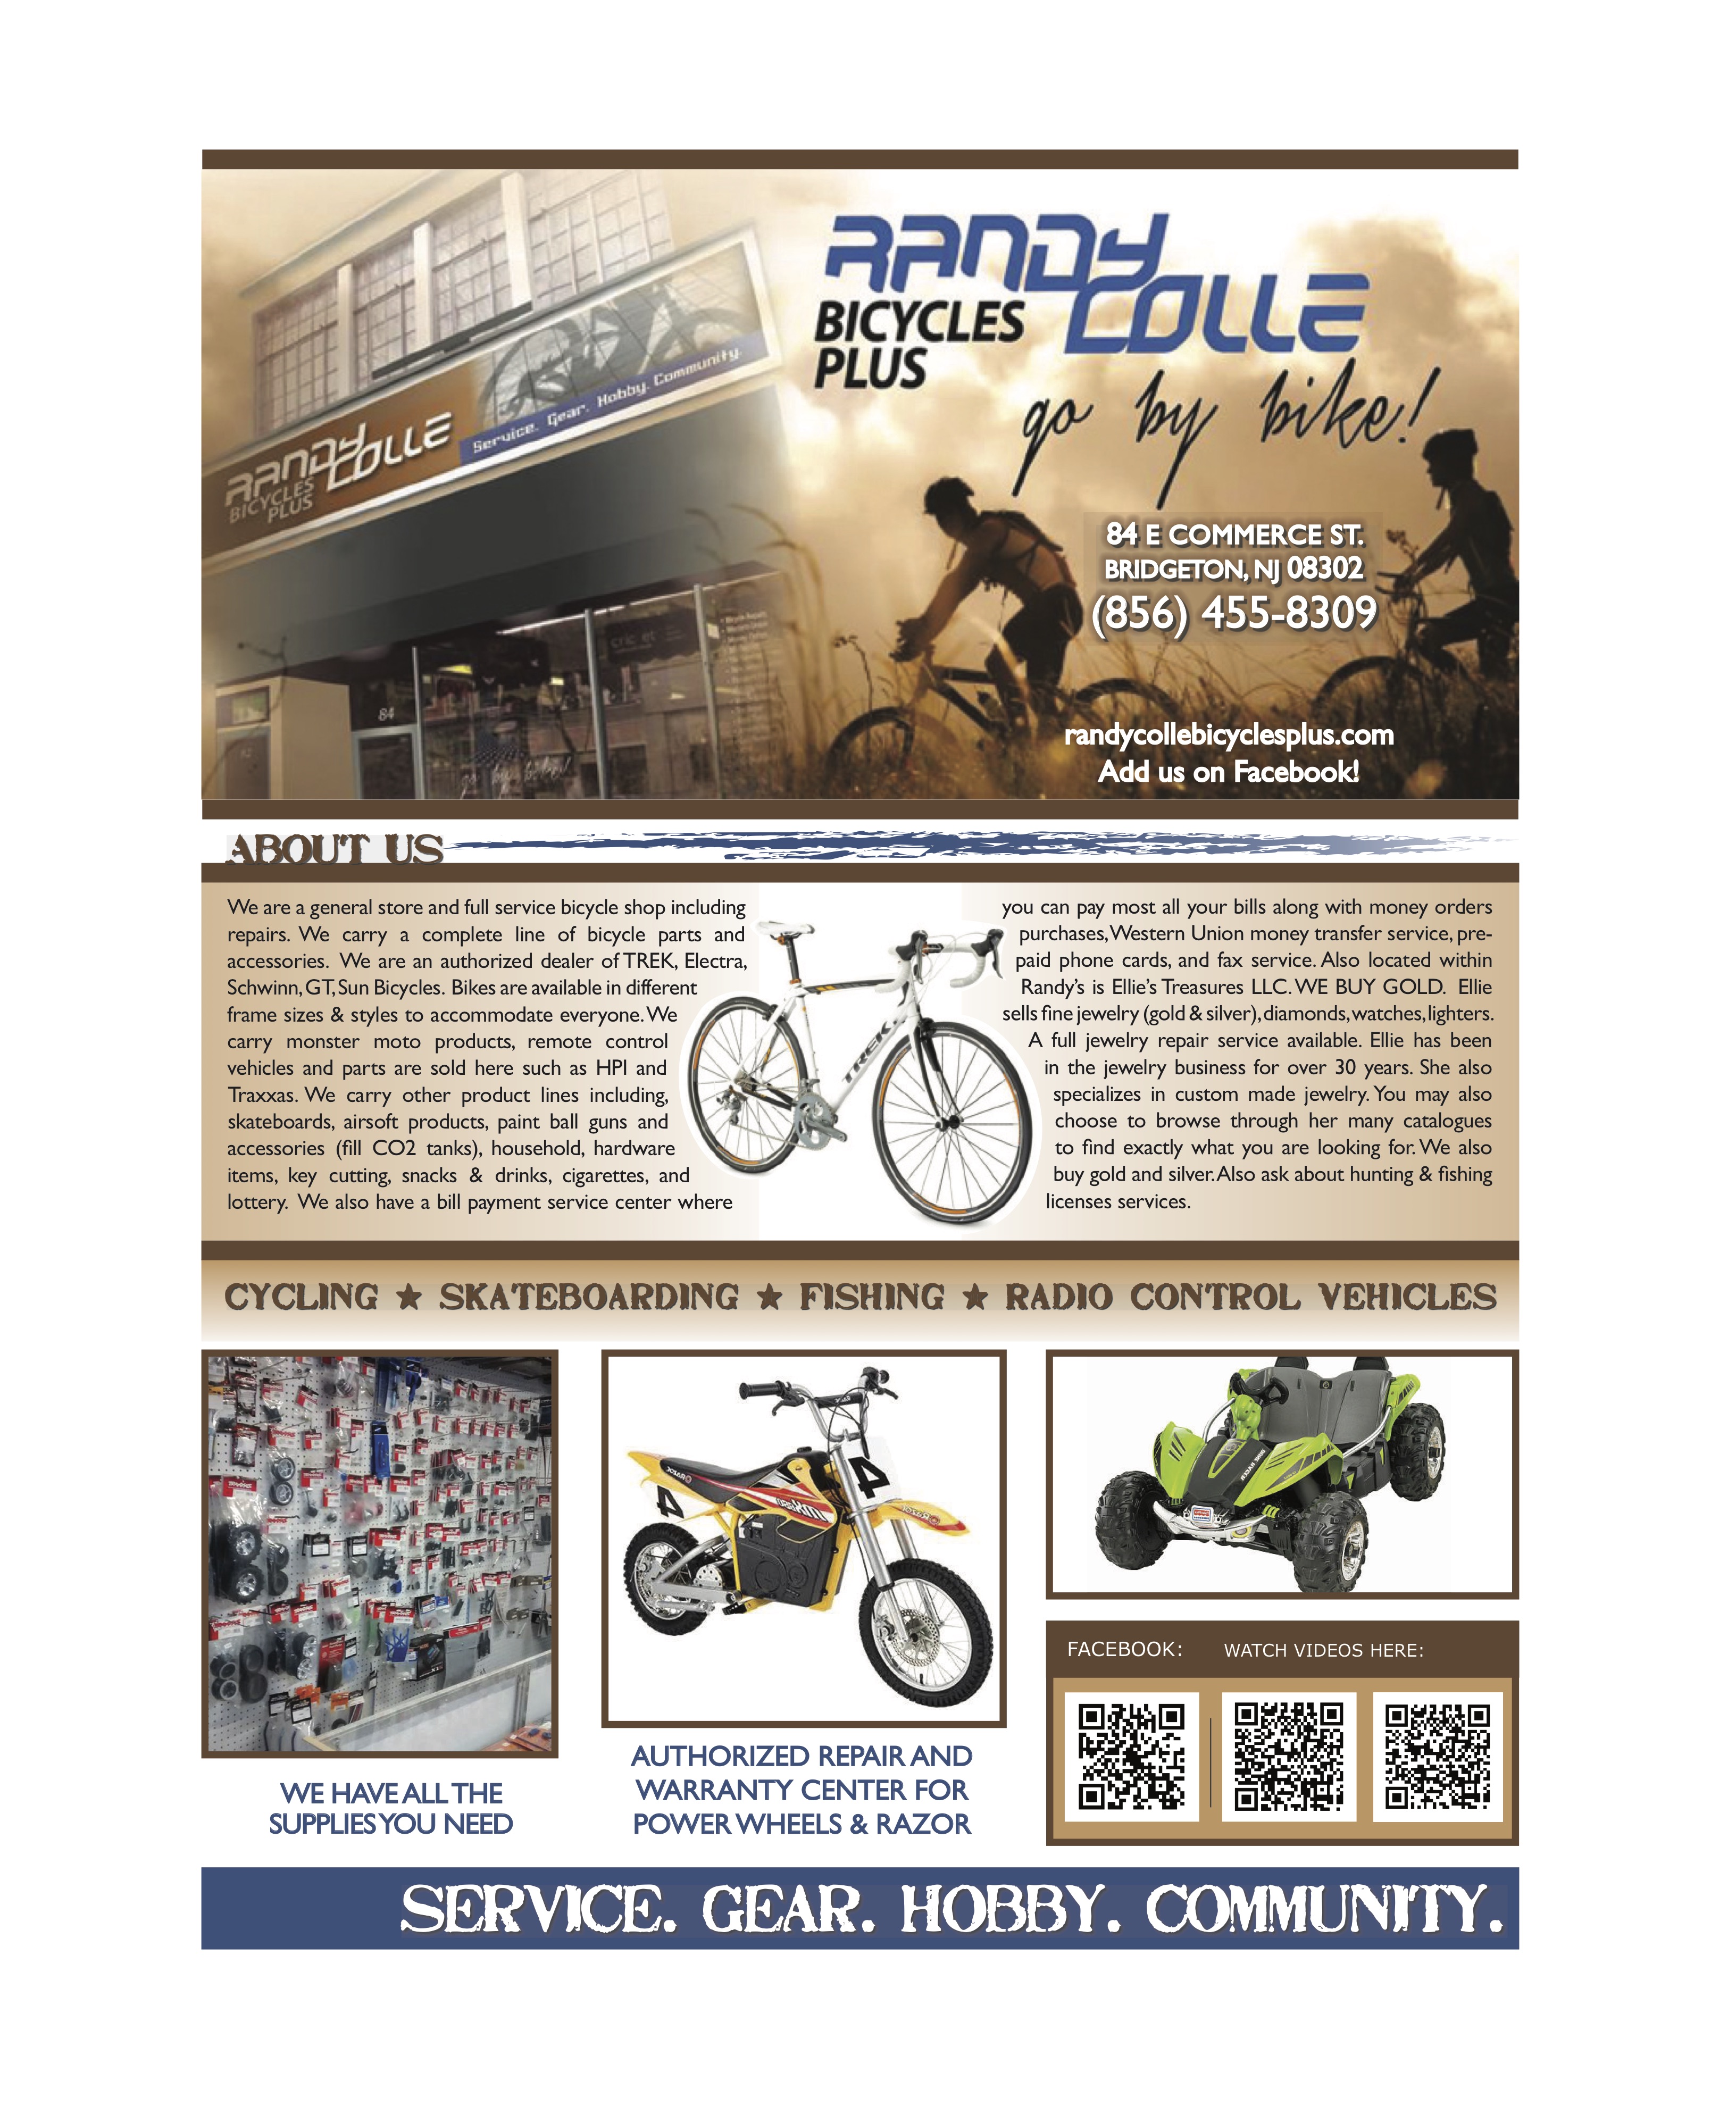 RANDY
COLLE
BICYCLES
PLUS
go by bike!
RANDY
COLLE
BICYCLES
PLUS
Service. Gear. Hobby. Community.
84
go by bike!
84 E COMMERCE ST.
BRIDGETON, NJ 08302
(856) 455-8309
randycollebicyclesplus.com
Add us on Facebook!
ABOUT US
We are a general store and full service bicycle shop including
repairs. We carry a complete line of bicycle parts and
accessories. We are an authorized dealer of TREK, Electra,
Schwinn, GT, Sun Bicycles. Bikes are available in different
frame sizes & styles to accommodate everyone. We
carry monster moto products, remote control
vehicles and parts are sold here such as HPI and
Traxxas. We carry other product lines including,
skateboards, airsoft products, paint ball guns and
accessories (fill CO2 tanks), household, hardware
items, key cutting, snacks & drinks, cigarettes, and
lottery. We also have a bill payment service center where
TREK
you can pay most all your bills along with money orders
purchases, Western Union money transfer service, pre-
paid phone cards, and fax service. Also located within
Randy's is Ellie's Treasures LLC. WE BUY GOLD. Ellie
sells fine jewelry (gold & silver), diamonds, watches, lighters.
A full jewelry repair service available. Ellie has been
in the jewelry business for over 30 years. She also
specializes in custom made jewelry. You may also
choose to browse through her many catalogues
to find exactly what you are looking for. We also
buy gold and silver. Also ask about hunting & fishing
licenses services.
CYCLING ★ SKATEBOARDING ★ FISHING ★ RADIO CONTROL VEHICLES
4
4
WE HAVE ALL THE
SUPPLIES YOU NEED
AUTHORIZED REPAIR AND
WARRANTY CENTER FOR
POWER WHEELS & RAZOR
FACEBOOK: WATCH VIDEOS HERE:
SERVICE. GEAR. HOBBY. COMMUNITY.